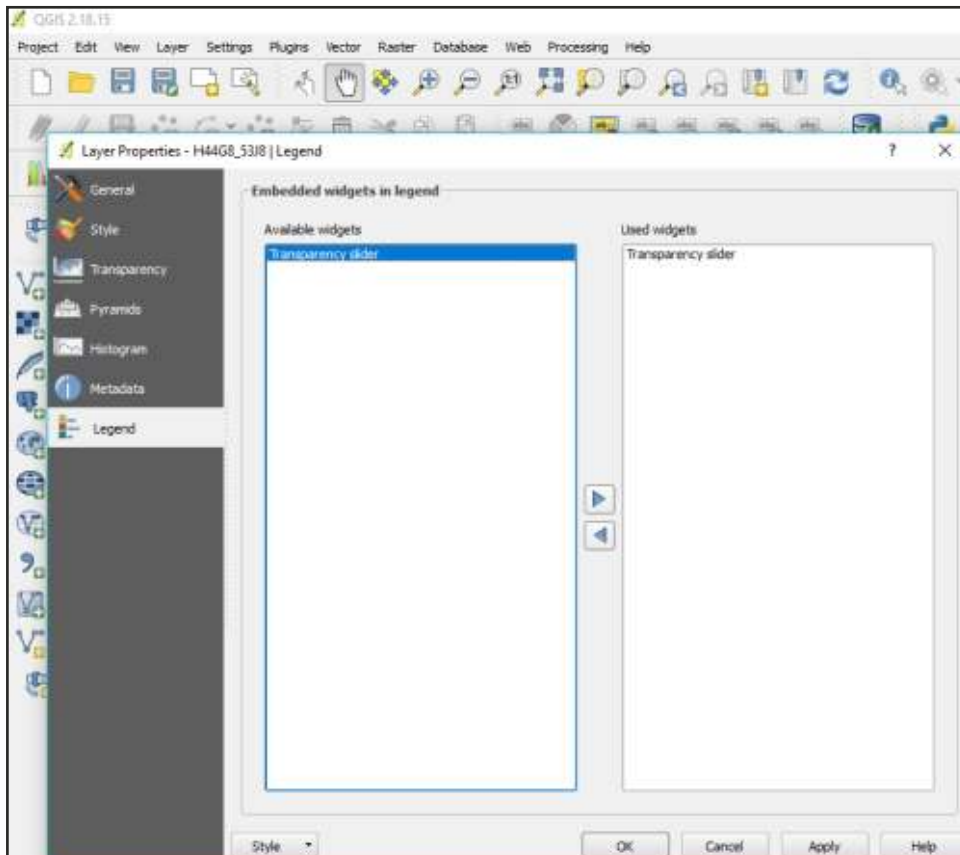 QGIS 2.18.15
Project Edit View Layer Settings Plugins Vector Raster Database Web Processing Help
Layer Properties - H44G8_53J8 | Legend ? X
General
Style
Transparency
Pyramids
Histogram
Metadata
Legend
Embedded widgets in legend
Available widgets
Transparency slider
Used widgets
Transparency slider
Style
OK Cancel Apply Help